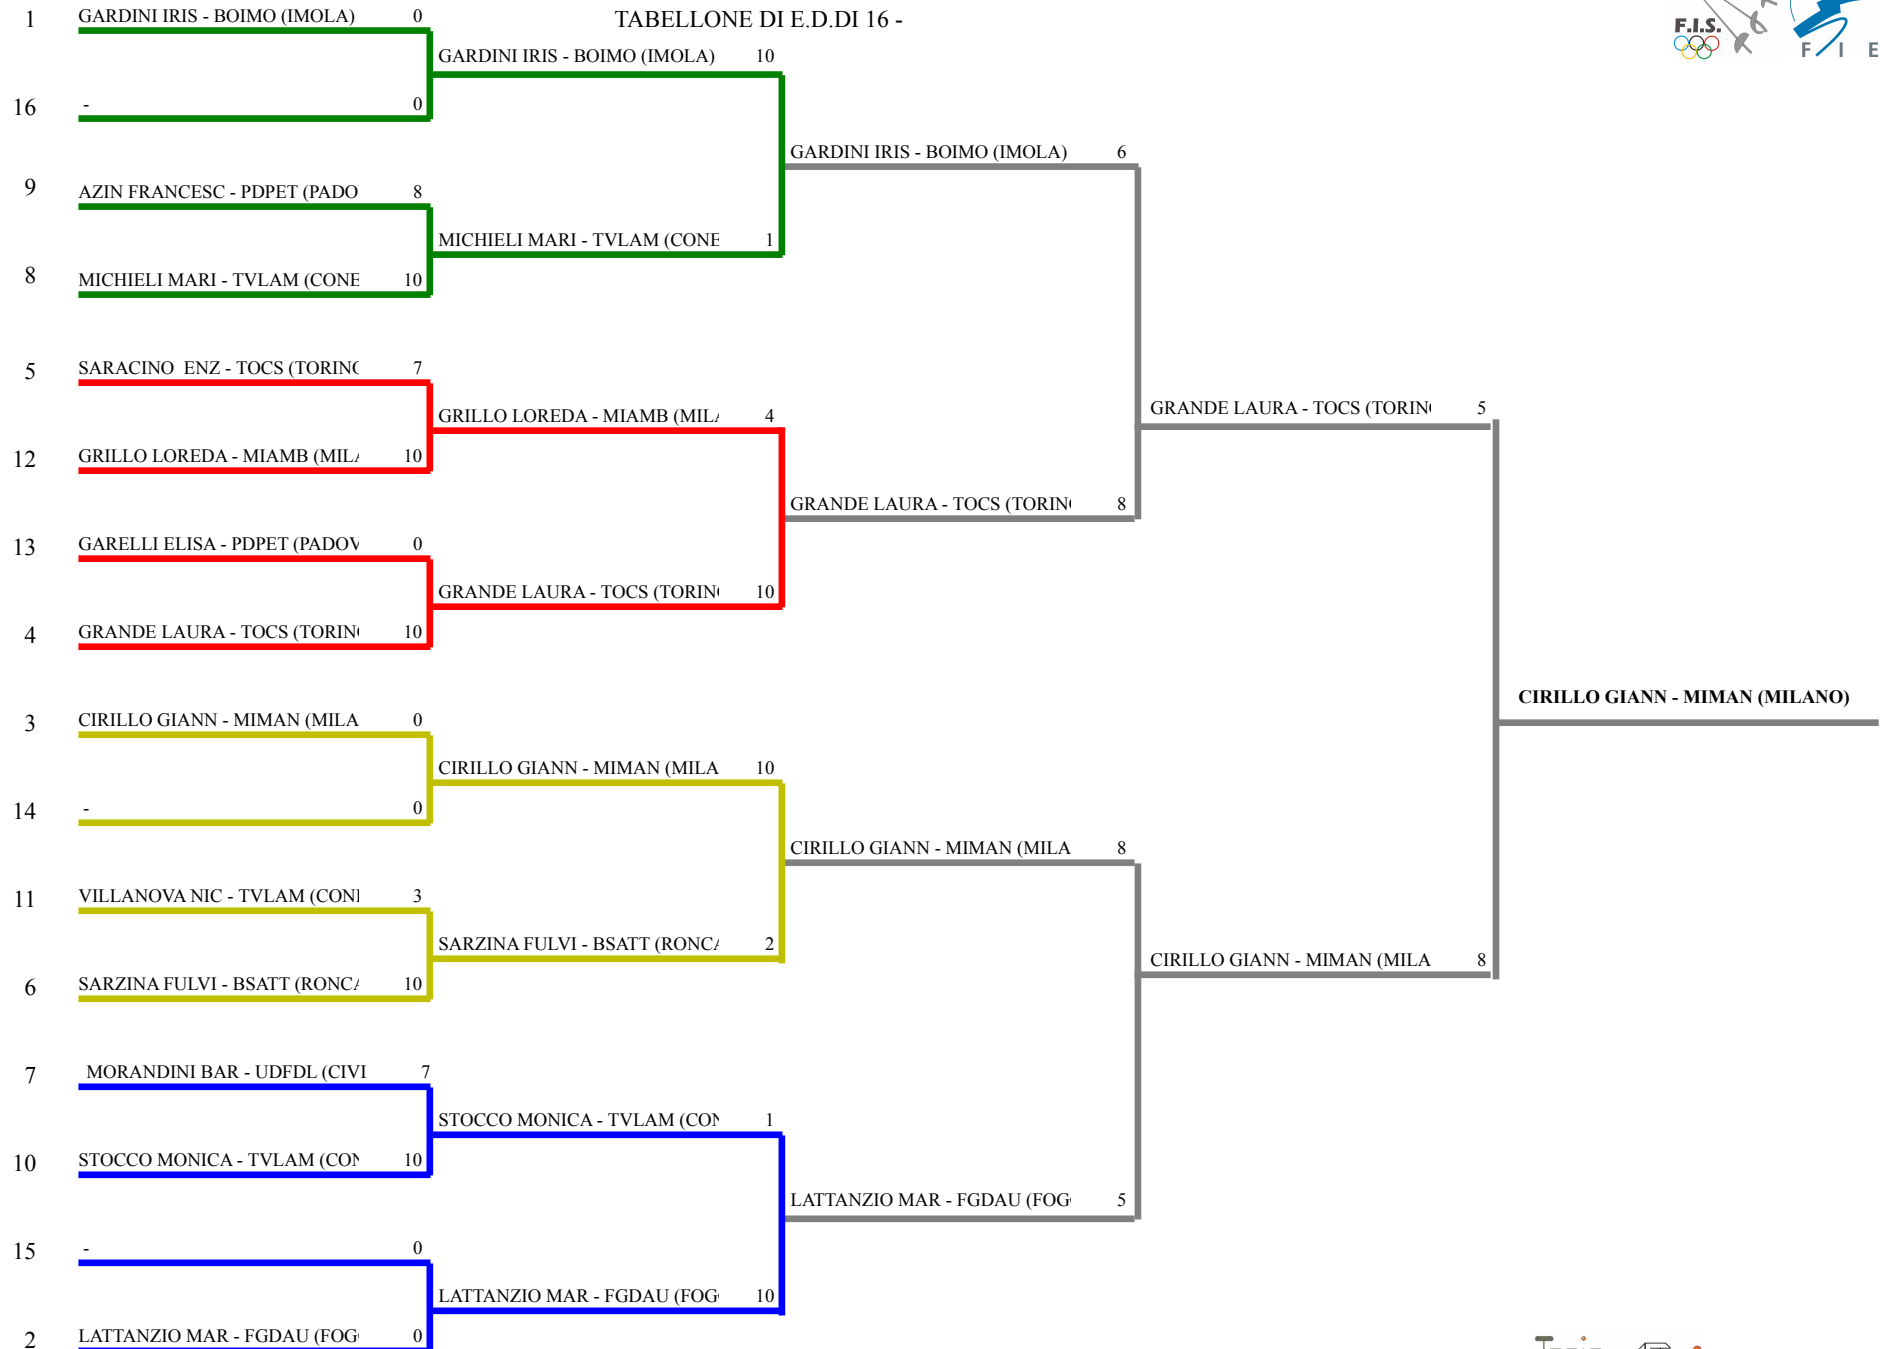 TABELLONE DI E.D.DI 16 -
F.I.S.
F I E
1 GARDINI IRIS - BOIMO (IMOLA) 0
GARDINI IRIS - BOIMO (IMOLA) 10
16 - 0
GARDINI IRIS - BOIMO (IMOLA) 6
9 AZIN FRANCESC - PDPET (PADO 8
MICHIELI MARI - TVLAM (CONE 1
8 MICHIELI MARI - TVLAM (CONE 10
5 SARACINO  ENZ - TOCS (TORINO 7
GRILLO LOREDA - MIAMB (MILA 4
GRANDE LAURA - TOCS (TORIN 5
12 GRILLO LOREDA - MIAMB (MILA 10
GRANDE LAURA - TOCS (TORIN 8
13 GARELLI ELISA - PDPET (PADOV 0
GRANDE LAURA - TOCS (TORIN 10
4 GRANDE LAURA - TOCS (TORIN 10
CIRILLO GIANN - MIMAN (MILANO)
3 CIRILLO GIANN - MIMAN (MILA 0
CIRILLO GIANN - MIMAN (MILA 10
14 - 0
CIRILLO GIANN - MIMAN (MILA 8
11 VILLANOVA NIC - TVLAM (CONE 3
SARZINA FULVI - BSATT (RONCA 2
CIRILLO GIANN - MIMAN (MILA 8
6 SARZINA FULVI - BSATT (RONCA 10
7 MORANDINI BAR - UDFDL (CIVI 7
STOCCO MONICA - TVLAM (CON 1
10 STOCCO MONICA - TVLAM (CON 10
LATTANZIO MAR - FGDAU (FOG 5
15 - 0
LATTANZIO MAR - FGDAU (FOG 10
2 LATTANZIO MAR - FGDAU (FOG 0